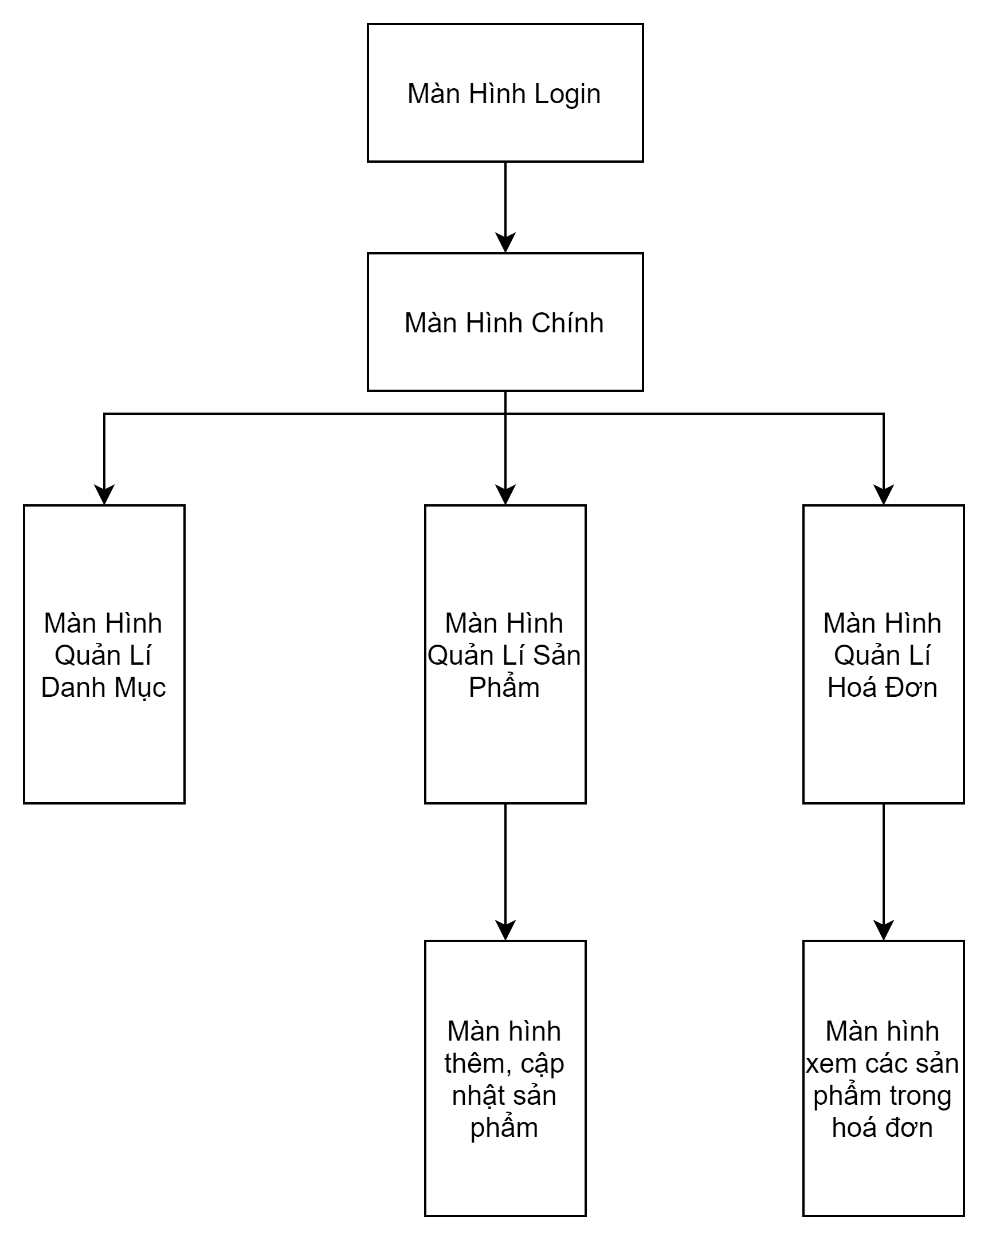 Màn Hình Login
Màn Hình Chính
Màn Hình
Quản Lí
Danh Mục
Màn Hình
Quản Lí Sản
Phẩm
Màn Hình
Quản Lí
Hoá Đơn
Màn hình
thêm, cập
nhật sản
phẩm
Màn hình
xem các sản
phẩm trong
hoá đơn